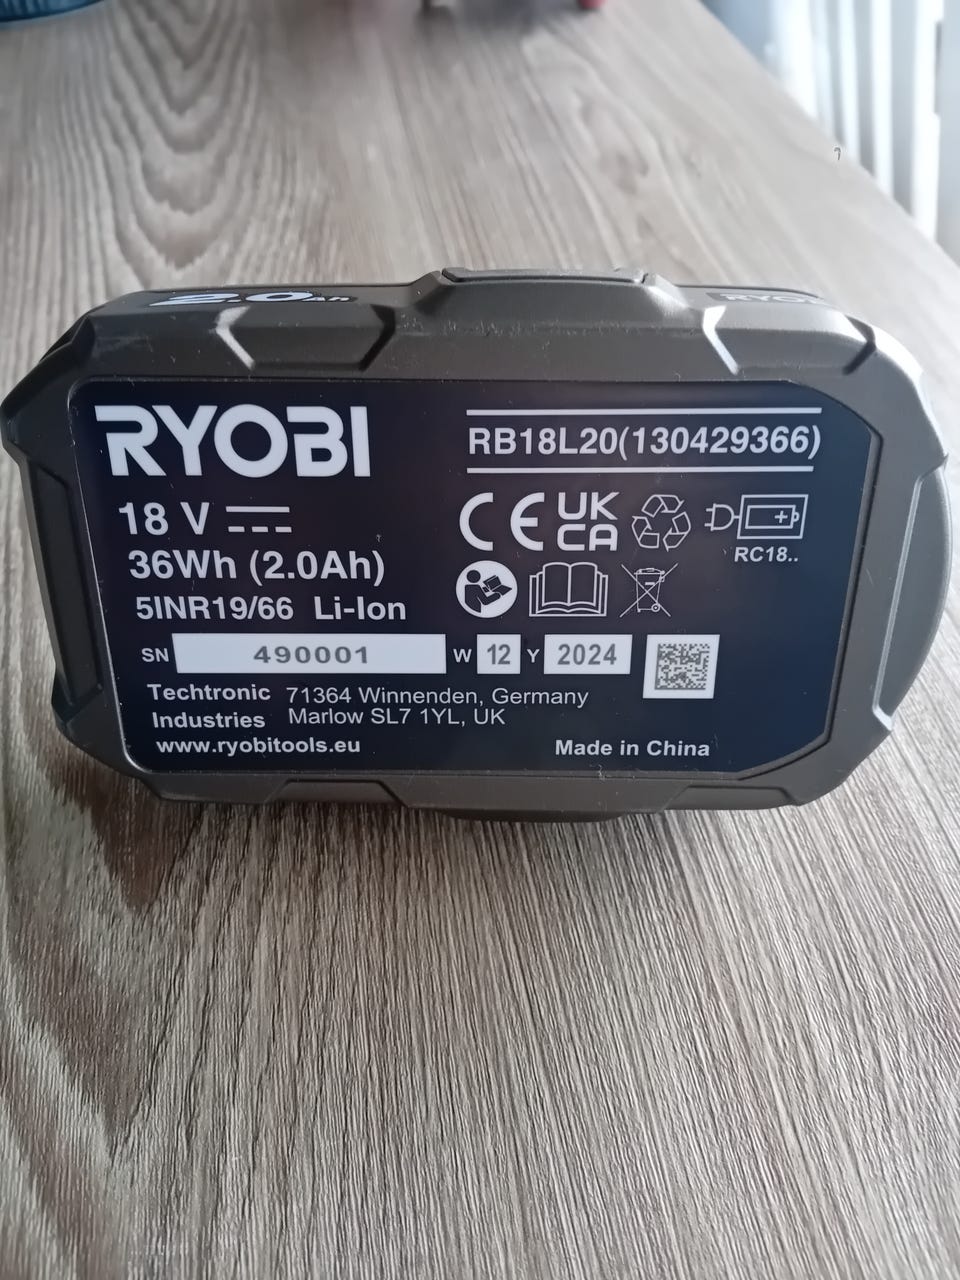 2.0Ah
RYOBI
RYOBI
RB18L20(130429366)
18 V
36Wh (2.0Ah)
5INR19/66 Li-Ion
CE UK CA
RC18..
SN 490001 W 12 Y 2024
Techtronic 71364 Winnenden, Germany
Industries Marlow SL7 1YL, UK
www.ryobitools.eu Made in China